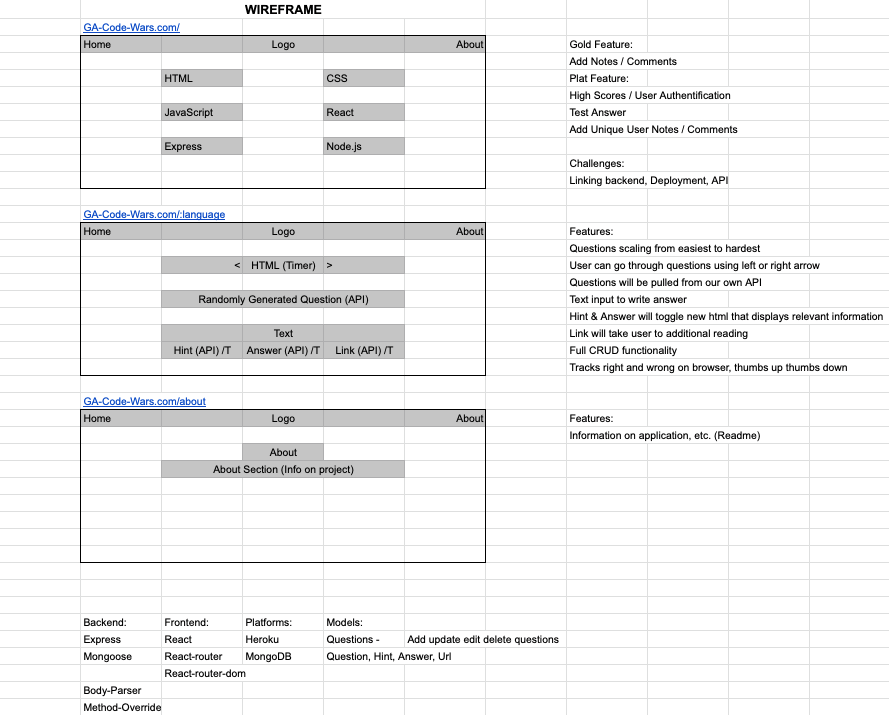 WIREFRAME
GA-Code-Wars.com/
Home Logo About Gold Feature:
Add Notes / Comments
HTML CSS Plat Feature:
High Scores / User Authentification
JavaScript React Test Answer
Add Unique User Notes / Comments
Express Node.js
Challenges:
Linking backend, Deployment, API
GA-Code-Wars.com/:language
Home Logo About Features:
Questions scaling from easiest to hardest
< HTML (Timer) > User can go through questions using left or right arrow
Questions will be pulled from our own API
Randomly Generated Question (API) Text input to write answer
Hint & Answer will toggle new html that displays relevant information
Text Link will take user to additional reading
Hint (API) /T Answer (API) /T Link (API) /T Full CRUD functionality
Tracks right and wrong on browser, thumbs up thumbs down
GA-Code-Wars.com/about
Home Logo About Features:
Information on application, etc. (Readme)
About
About Section (Info on project)
Backend: Frontend: Platforms: Models:
Express React Heroku Questions - Add update edit delete questions
Mongoose React-router MongoDB Question, Hint, Answer, Url
React-router-dom
Body-Parser
Method-Override